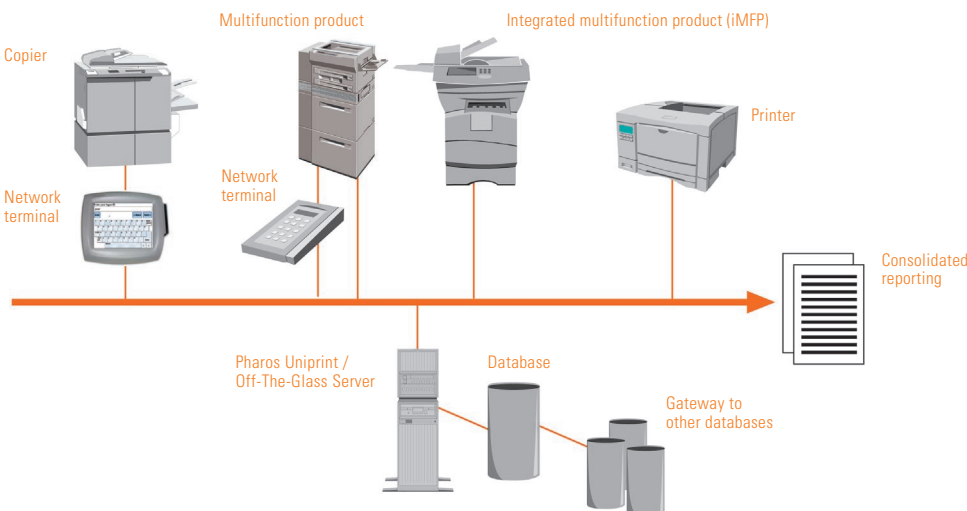 Multifunction product
Integrated multifunction product (iMFP)
Copier
Printer
Network
terminal
Network
terminal
Consolidated
reporting
Pharos Uniprint /
Off-The-Glass Server
Database
Gateway to
other databases